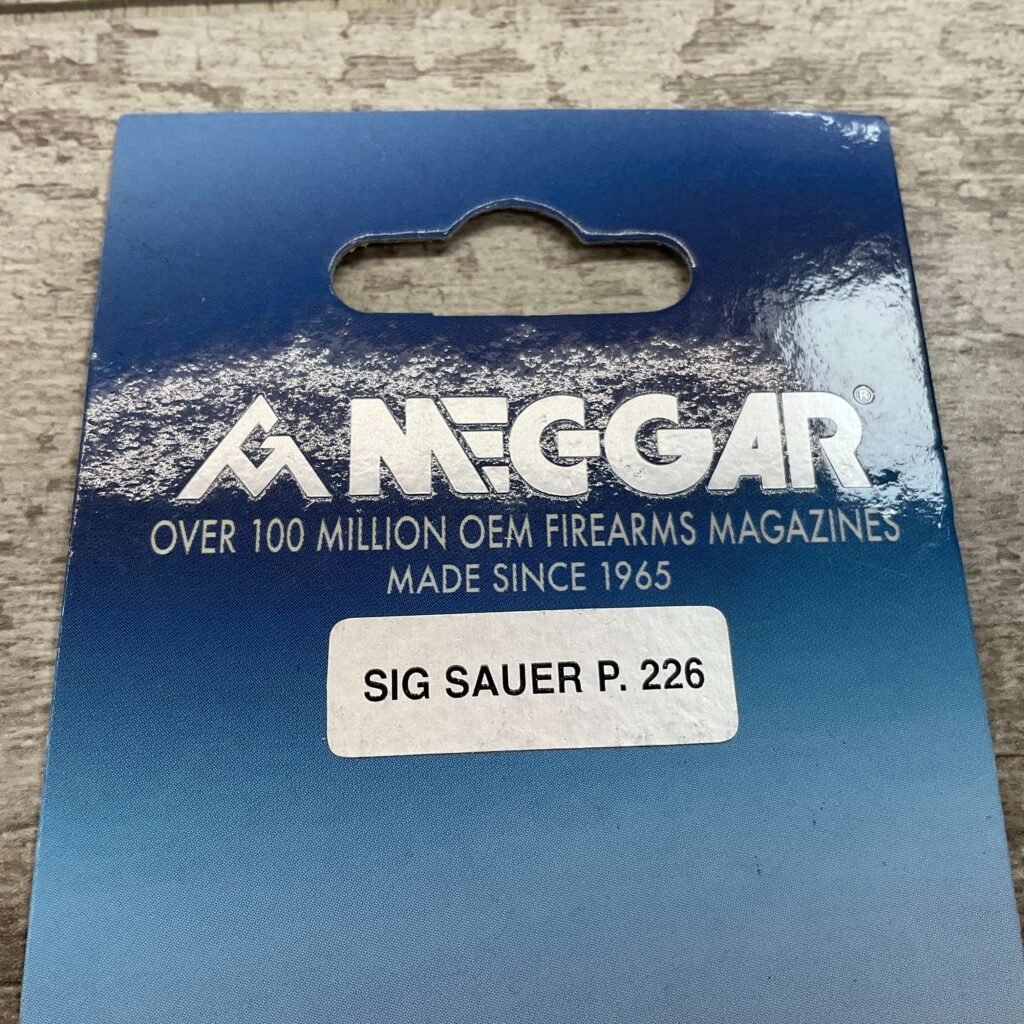 MEC-GAR®
OVER 100 MILLION OEM FIREARMS MAGAZINES
MADE SINCE 1965
SIG SAUER P. 226